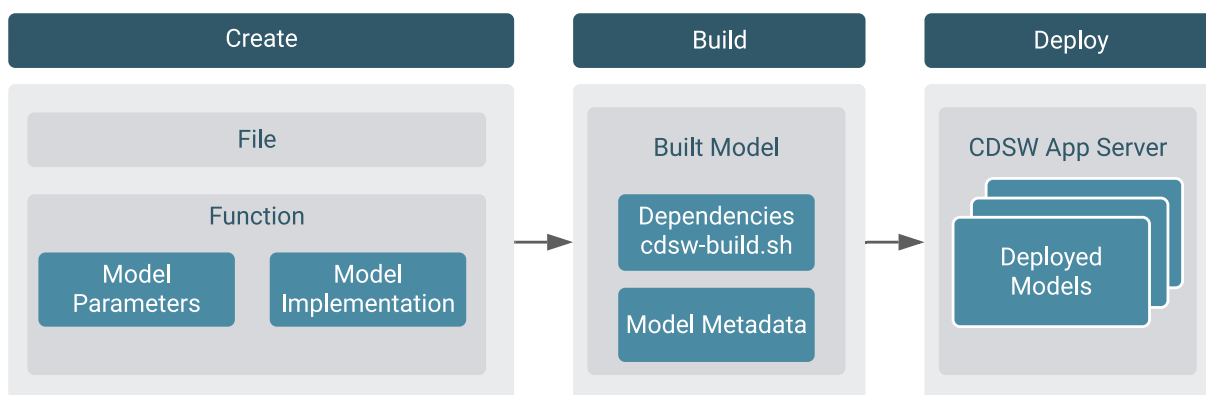 Create
File
Function
Model
Parameters
Model
Implementation
Build
Built Model
Dependencies
cdsw-build.sh
Model Metadata
Deploy
CDSW App Server
Deployed
Models